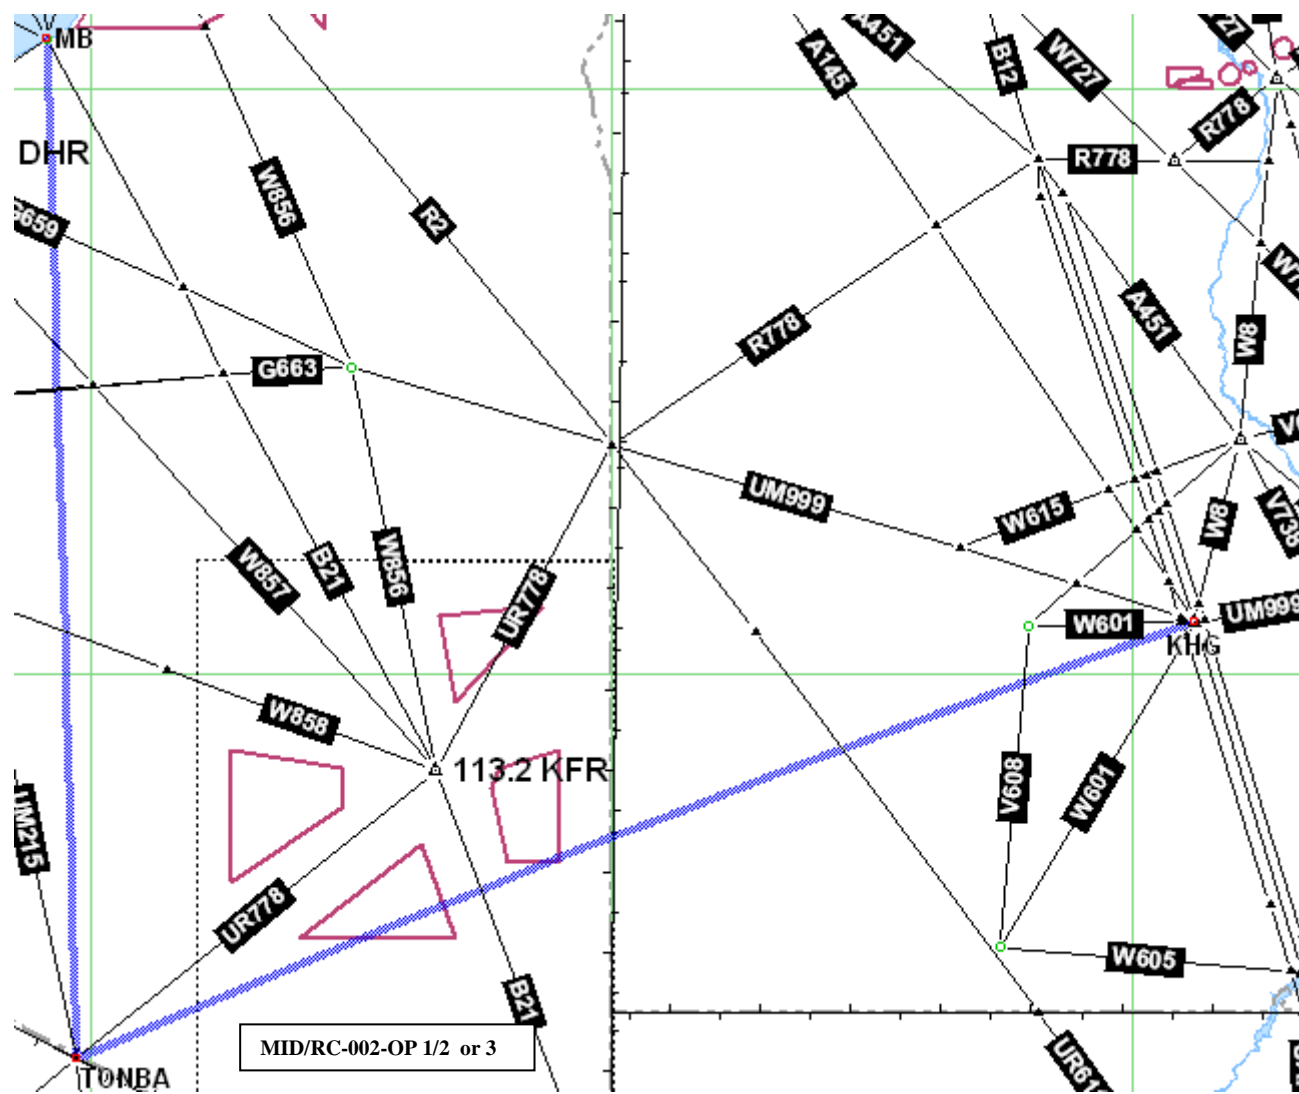 MB
A451
B12
W727
R778
A145
R778
DHR
W856
R2
G659
A451
R778
W8
G663
UM999
W615
W8
V738
W857
B21
W856
UR778
UM999
W601
KHG
W858
113.2 KFR
V608
W601
UM215
UR778
W605
B21
MID/RC-002-OP 1/2 or 3
TONBA